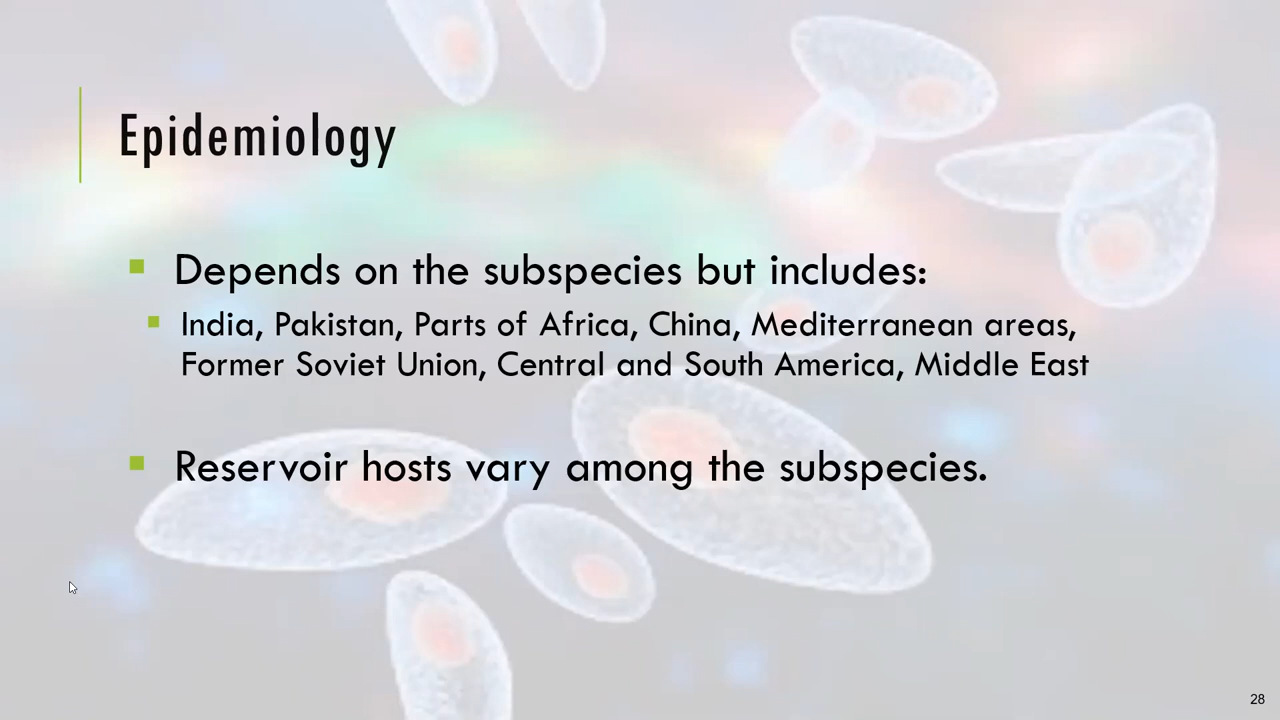 Epidemiology
Depends on the subspecies but includes:
India, Pakistan, Parts of Africa, China, Mediterranean areas,
Former Soviet Union, Central and South America, Middle East
Reservoir hosts vary among the subspecies.
28